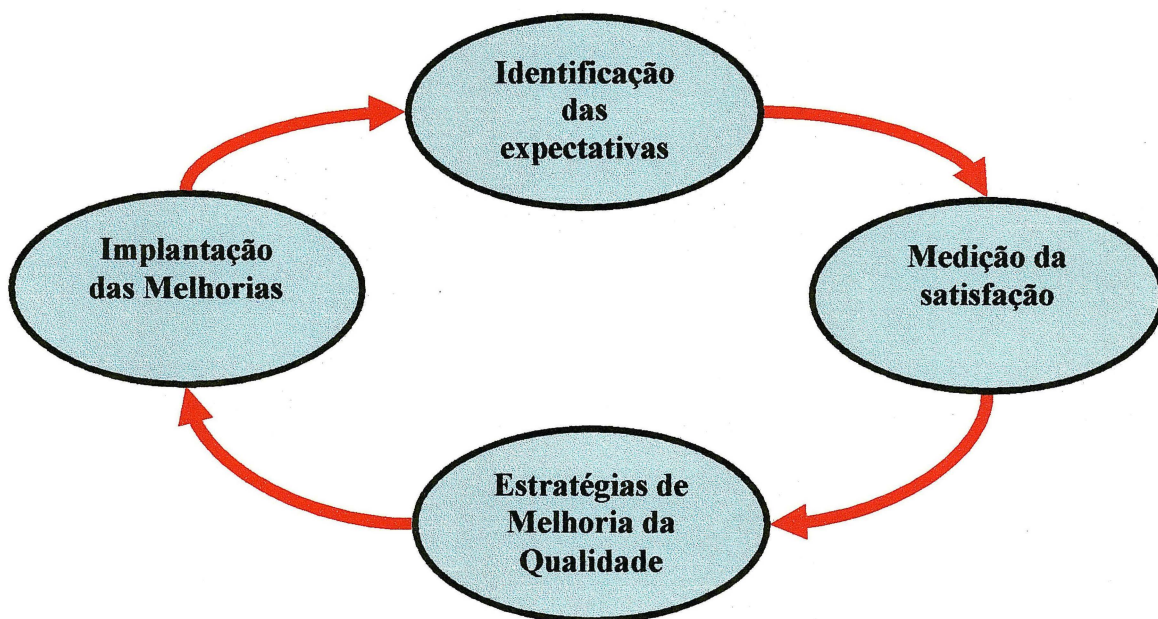 Identificação
das
expectativas
Medição da
satisfação
Estratégias de
Melhoria da
Qualidade
Implantação
das Melhorias